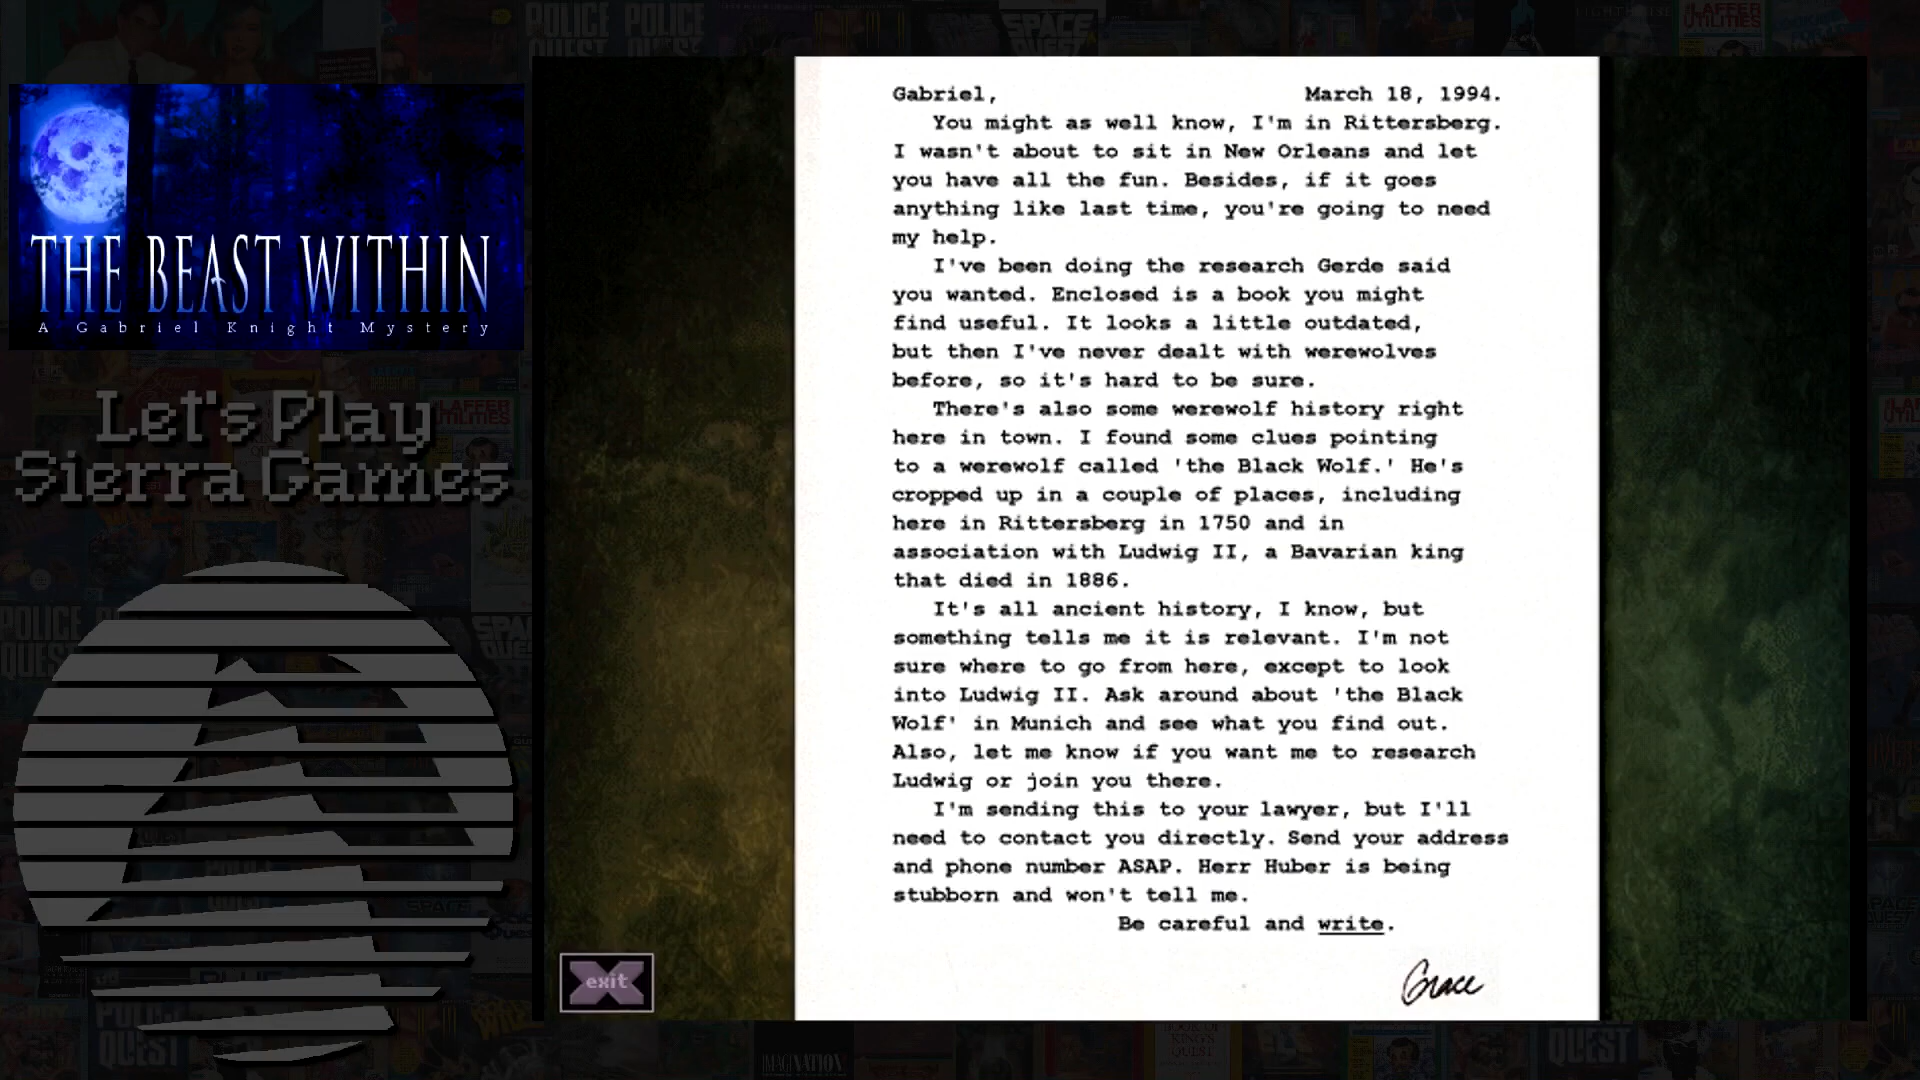 THE BEAST WITHIN
A Gabriel Knight Mystery
Let's Play
Sierra Games
Gabriel, March 18, 1994.
You might as well know, I'm in Rittersberg.
I wasn't about to sit in New Orleans and let
you have all the fun. Besides, if it goes
anything like last time, you're going to need
my help.
I've been doing the research Gerde said
you wanted. Enclosed is a book you might
find useful. It looks a little outdated,
but then I've never dealt with werewolves
before, so it's hard to be sure.
There's also some werewolf history right
here in town. I found some clues pointing
to a werewolf called 'the Black Wolf.' He's
cropped up in a couple of places, including
here in Rittersberg in 1750 and in
association with Ludwig II, a Bavarian king
that died in 1886.
It's all ancient history, I know, but
something tells me it is relevant. I'm not
sure where to go from here, except to look
into Ludwig II. Ask around about 'the Black
Wolf' in Munich and see what you find out.
Also, let me know if you want me to research
Ludwig or join you there.
I'm sending this to your lawyer, but I'll
need to contact you directly. Send your address
and phone number ASAP. Herr Huber is being
stubborn and won't tell me.
Be careful and write.
Grace
exit
POLICE QUEST
POLICE QUEST
SPACE QUEST
LAFFER UTILITIES